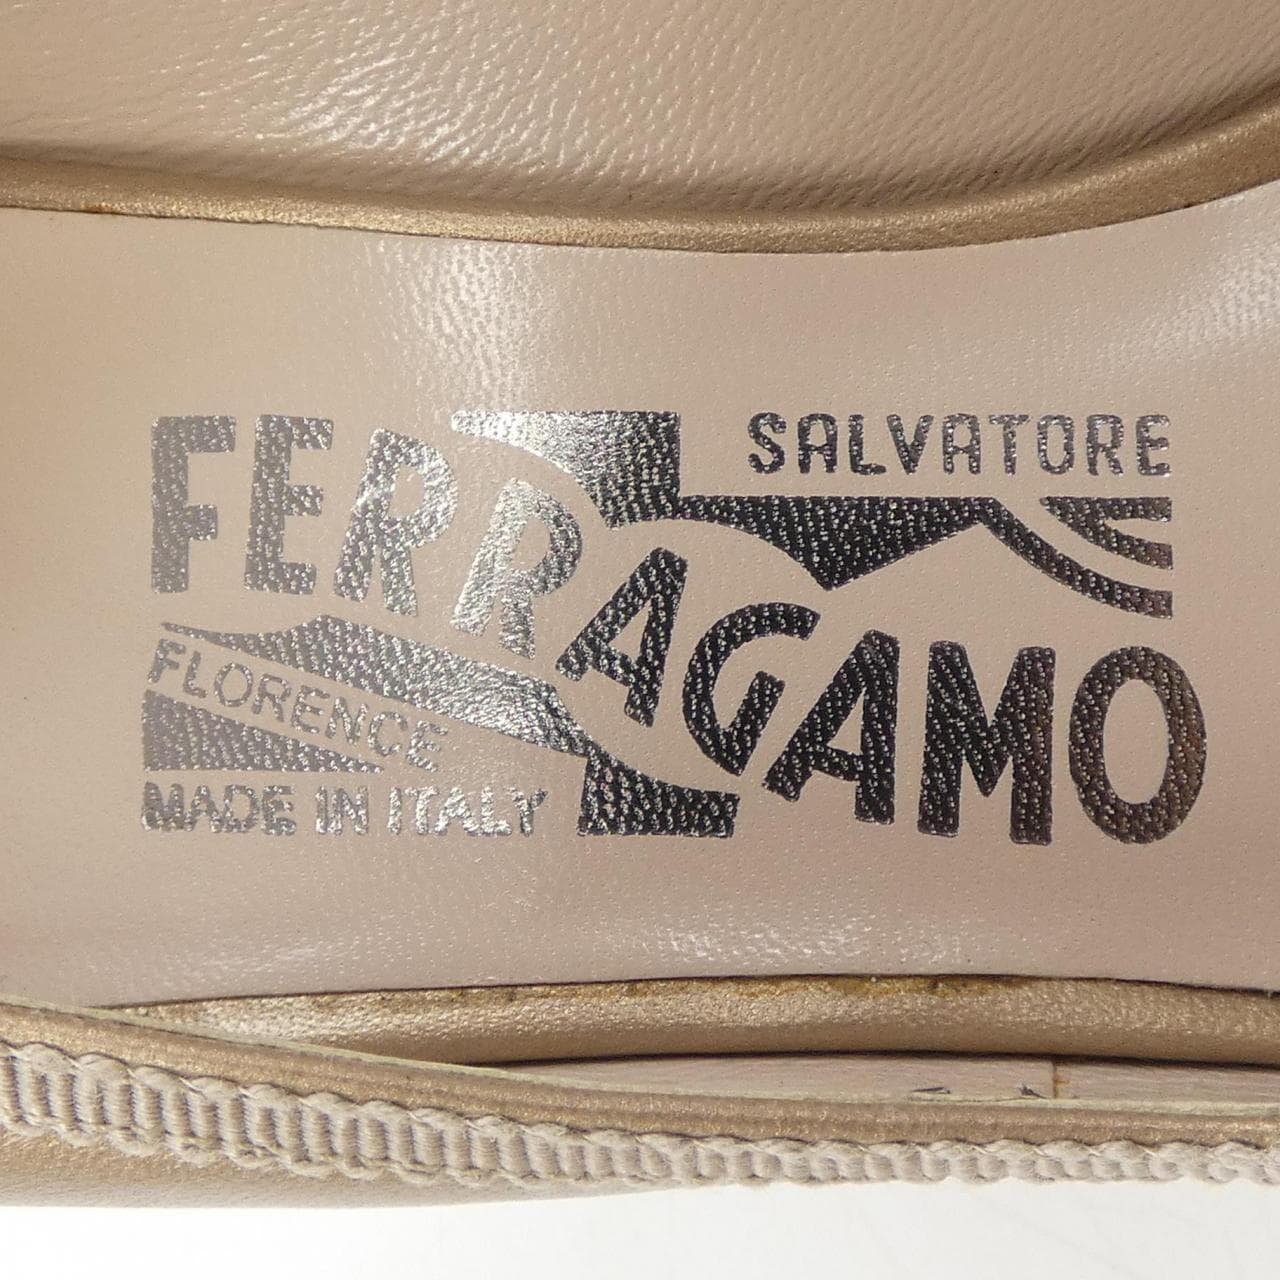 SALVATORE
FERRAGAMO
FLORENCE
MADE IN ITALY